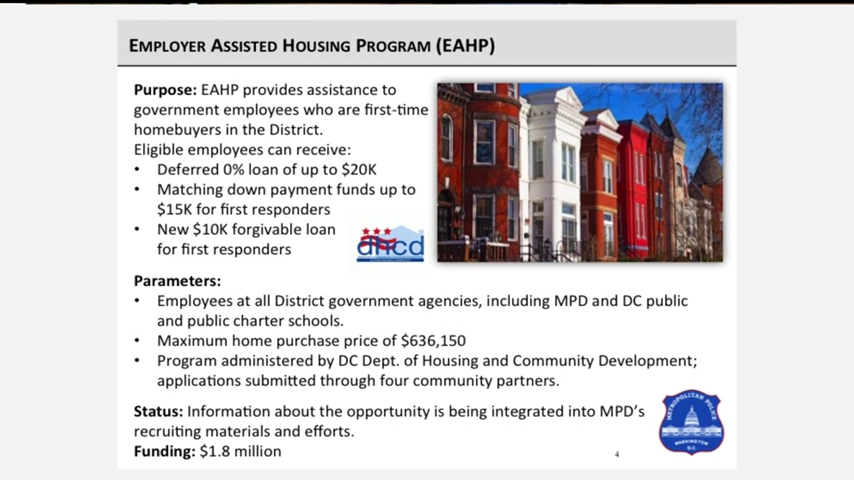 EMPLOYER ASSISTED HOUSING PROGRAM (EAHP)
Purpose: EAHP provides assistance to
government employees who are first-time
homebuyers in the District.
Eligible employees can receive:
• Deferred 0% loan of up to $20K
• Matching down payment funds up to
$15K for first responders
• New $10K forgivable loan
for first responders
dhcd
Parameters:
• Employees at all District government agencies, including MPD and DC public
and public charter schools.
• Maximum home purchase price of $636,150
• Program administered by DC Dept. of Housing and Community Development;
applications submitted through four community partners.
Status: Information about the opportunity is being integrated into MPD's
recruiting materials and efforts.
Funding: $1.8 million
4
METROPOLITAN POLICE
WASHINGTON
D.C.